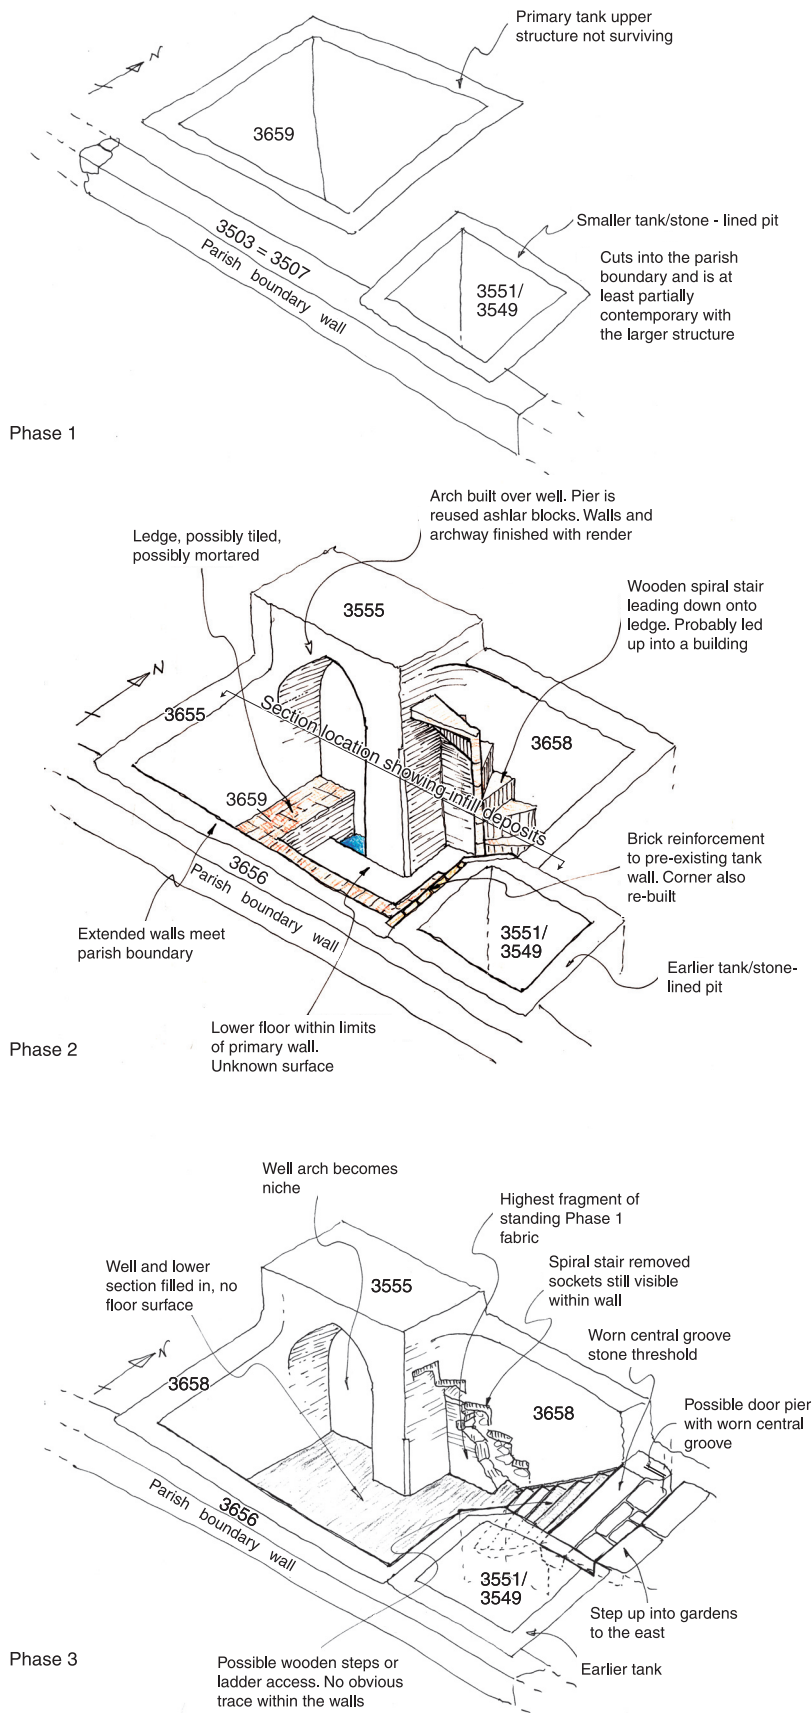 Primary tank upper
structure not surviving
N
3659
Smaller tank/stone - lined pit
Cuts into the parish
boundary and is at
least partially
contemporary with
the larger structure
3503 = 3507
Parish boundary wall
3551/
3549
Phase 1
Arch built over well. Pier is
reused ashlar blocks. Walls and
archway finished with render
Ledge, possibly tiled,
possibly mortared
Wooden spiral stair
leading down onto
ledge. Probably led
up into a building
3555
N
3655
Section location showing infill deposits
3658
3659
Brick reinforcement
to pre-existing tank
wall. Corner also
re-built
3656
Parish boundary wall
3551/
3549
Extended walls meet
parish boundary
Earlier tank/stone-
lined pit
Lower floor within limits
of primary wall.
Unknown surface
Phase 2
Well arch becomes
niche
Highest fragment of
standing Phase 1
fabric
Well and lower
section filled in, no
floor surface
Spiral stair removed
sockets still visible
within wall
3555
Worn central groove
stone threshold
N
3658
Possible door pier
with worn central
groove
3658
3656
Parish boundary wall
3551/
3549
Step up into gardens
to the east
Earlier tank
Possible wooden steps or
ladder access. No obvious
trace within the walls
Phase 3